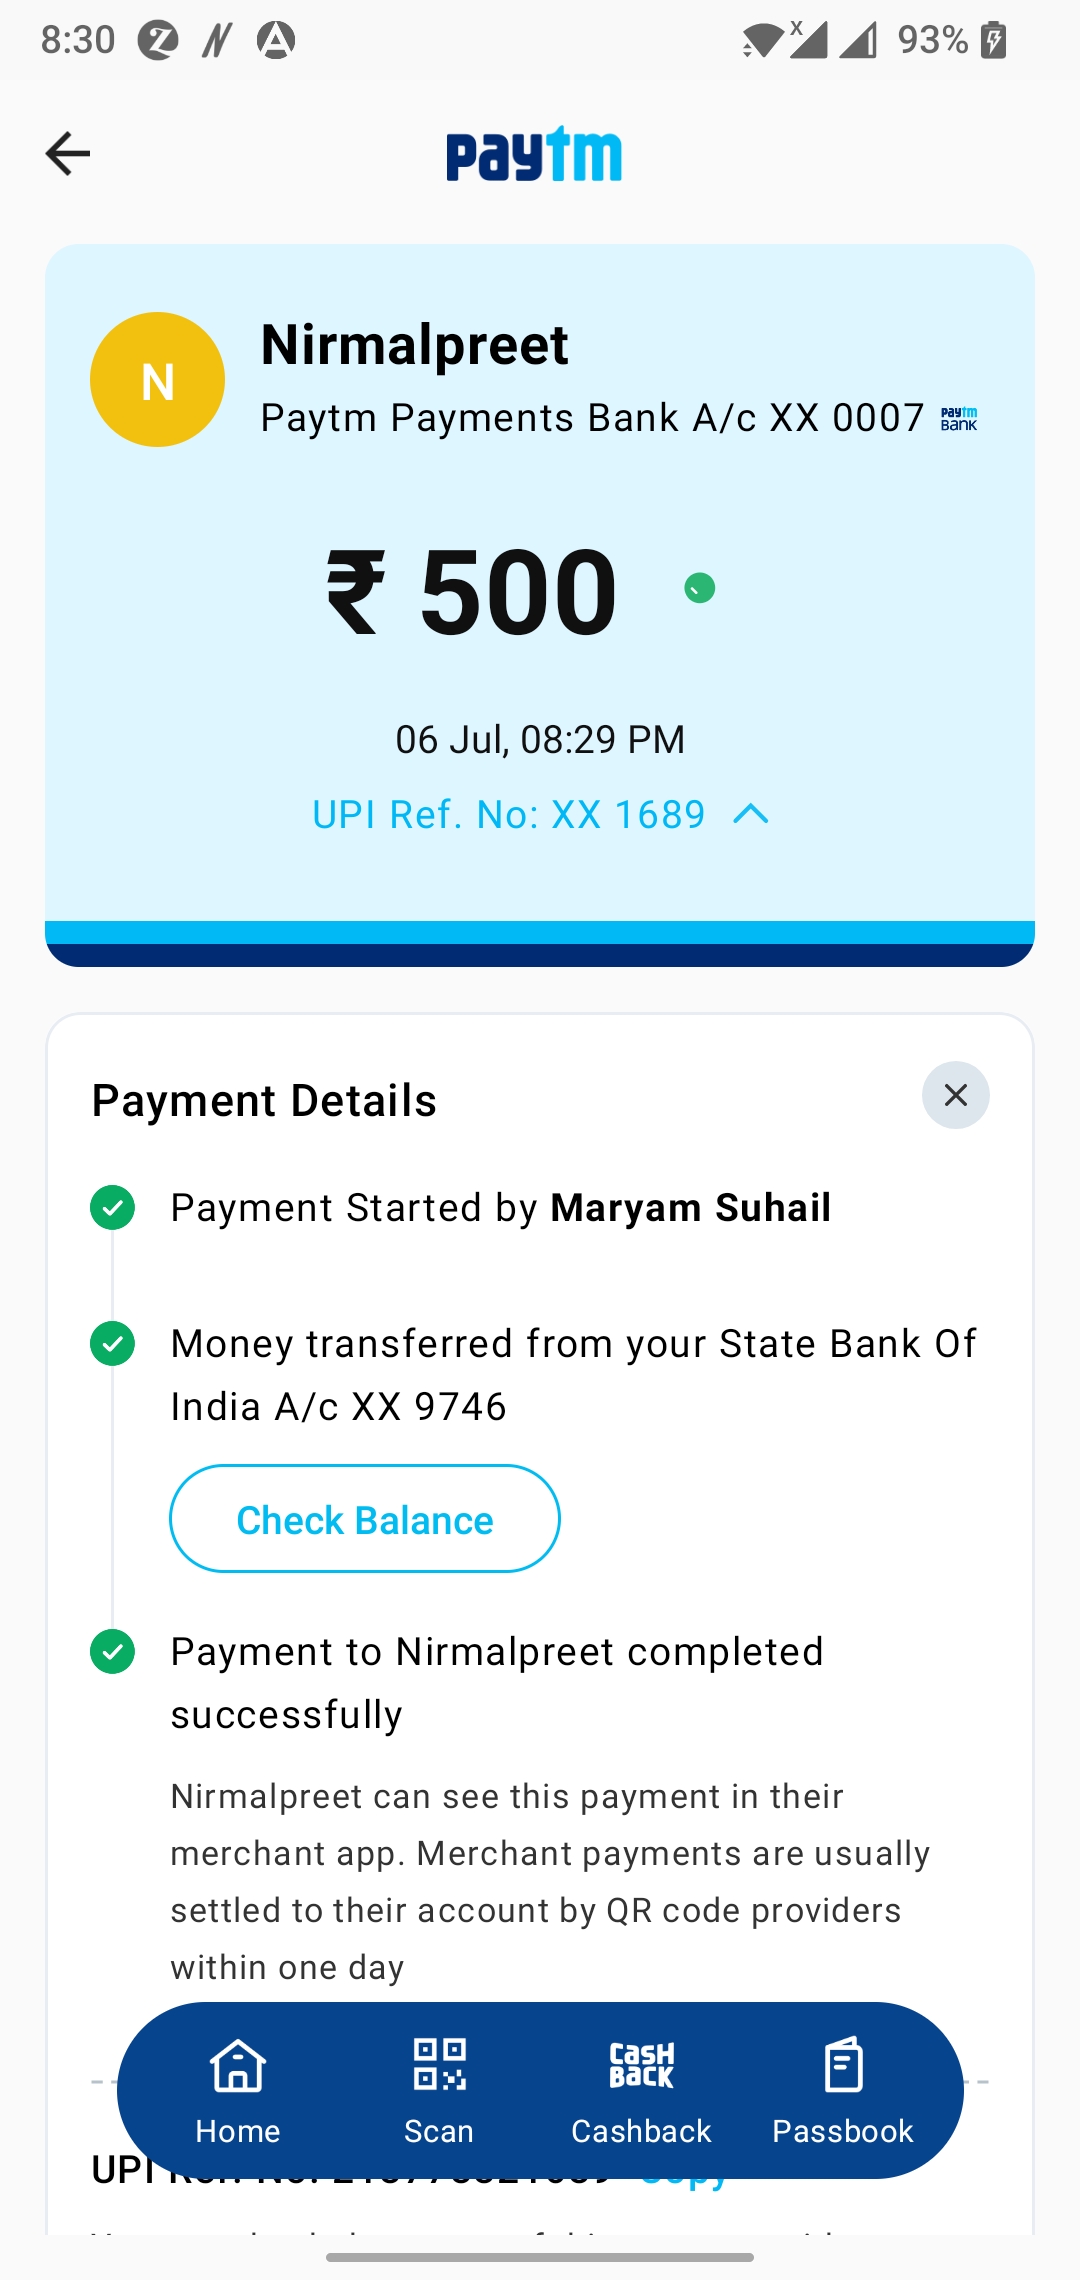 8:30
93%
paytm
N
Nirmalpreet
Paytm Payments Bank A/c XX 0007 paytm BANK
₹ 500
06 Jul, 08:29 PM
UPI Ref. No: XX 1689
Payment Details
Payment Started by Maryam Suhail
Money transferred from your State Bank Of
India A/c XX 9746
Check Balance
Payment to Nirmalpreet completed
successfully
Nirmalpreet can see this payment in their
merchant app. Merchant payments are usually
settled to their account by QR code providers
within one day
CASH BACK
Home Scan Cashback Passbook
UPI Ref. No:
Copy